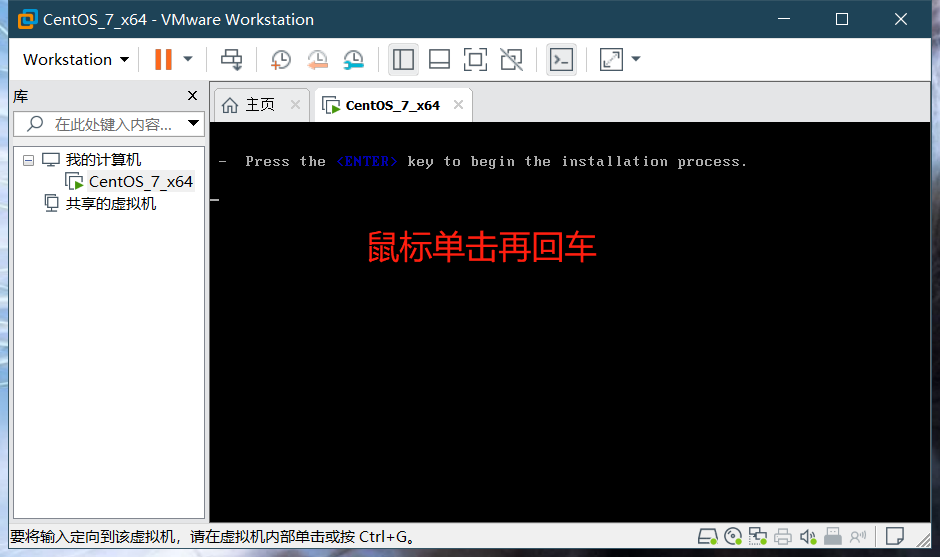 CentOS_7_x64 - VMware Workstation
Workstation
库
主页
CentOS_7_x64
在此处键入内容...
我的计算机
CentOS_7_x64
共享的虚拟机
- Press the <ENTER> key to begin the installation process.
鼠标单击再回车
要将输入定向到该虚拟机，请在虚拟机内部单击或按 Ctrl+G。